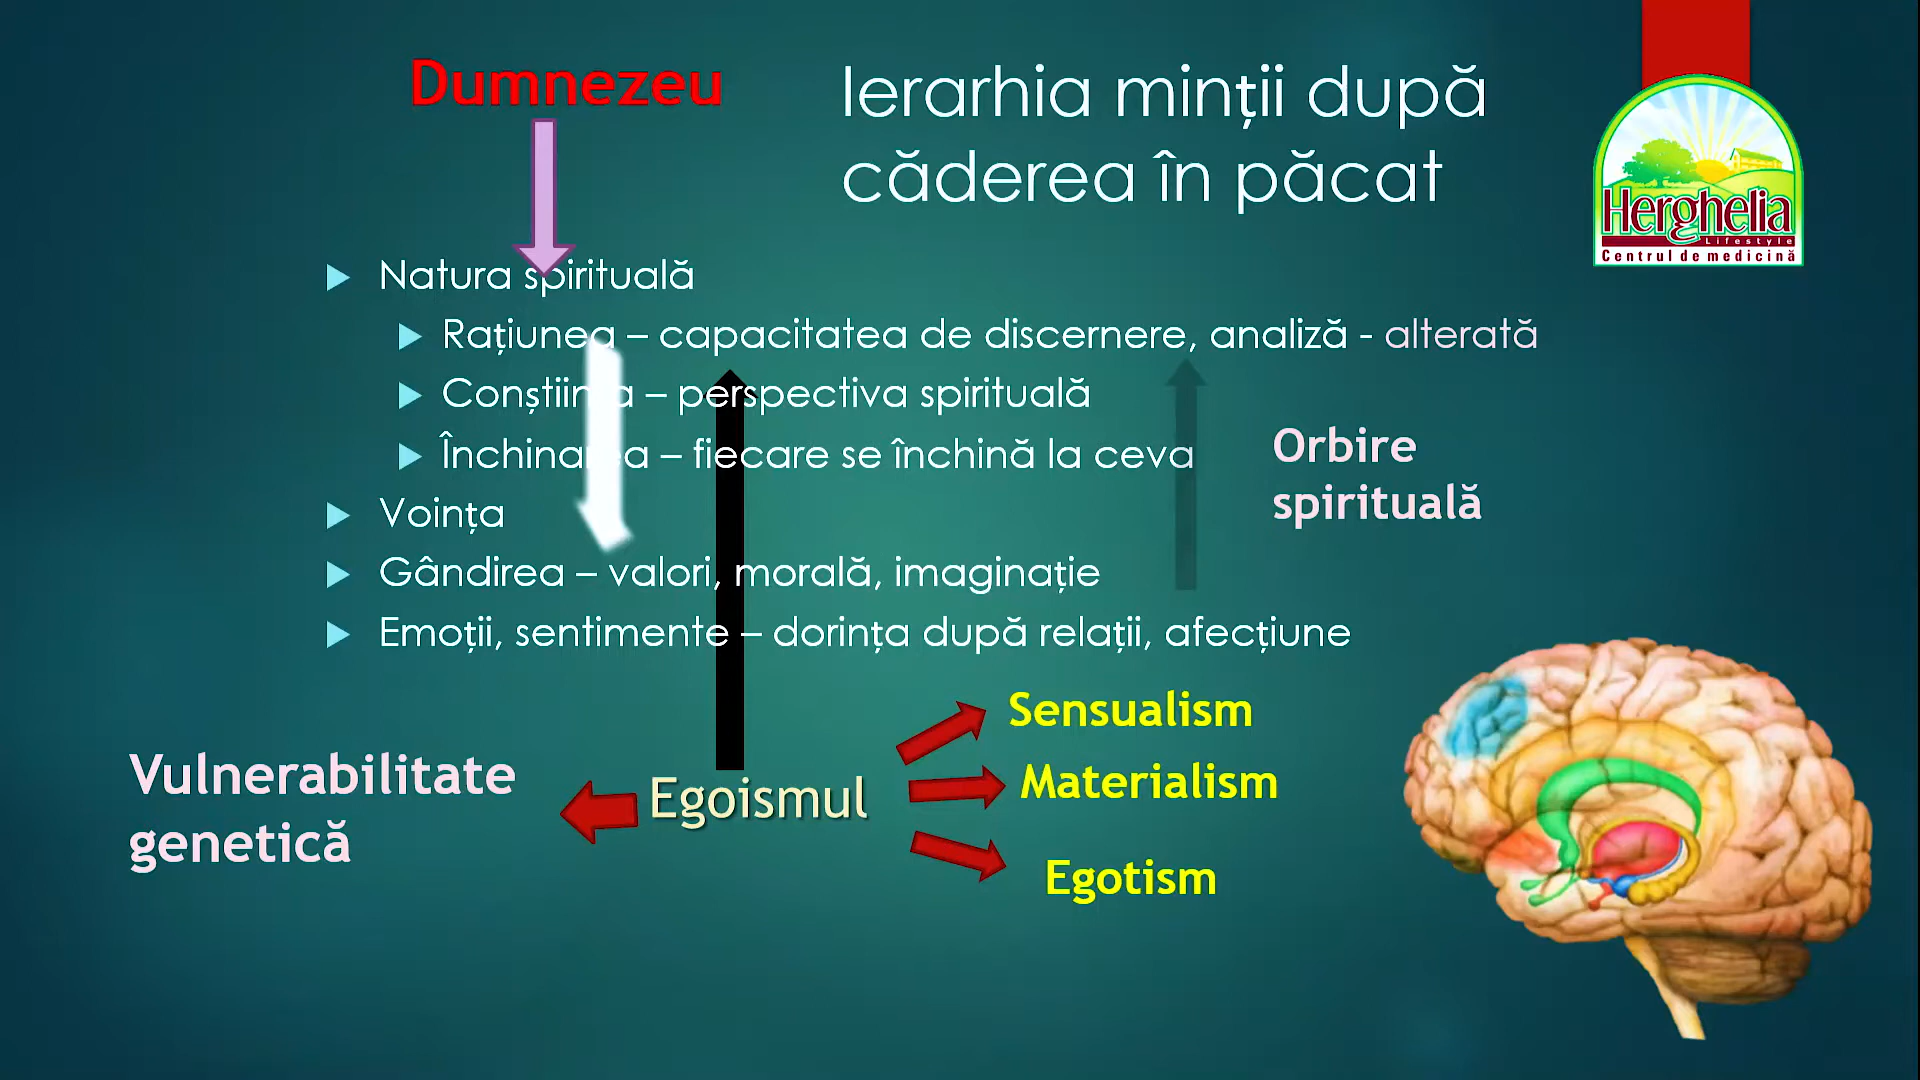 Dumnezeu
Ierarhia minții după
căderea în păcat
Herghelia
Lifestyle
Centrul de medicină
Natura spirituală
Rațiunea – capacitatea de discernere, analiză - alterată
Conștiința – perspectiva spirituală
Închinarea – fiecare se închină la ceva
Orbire
spirituală
Voința
Gândirea – valori, morală, imaginație
Emoții, sentimente – dorința după relații, afecțiune
Sensualism
Vulnerabilitate
genetică
Egoismul
Materialism
Egotism